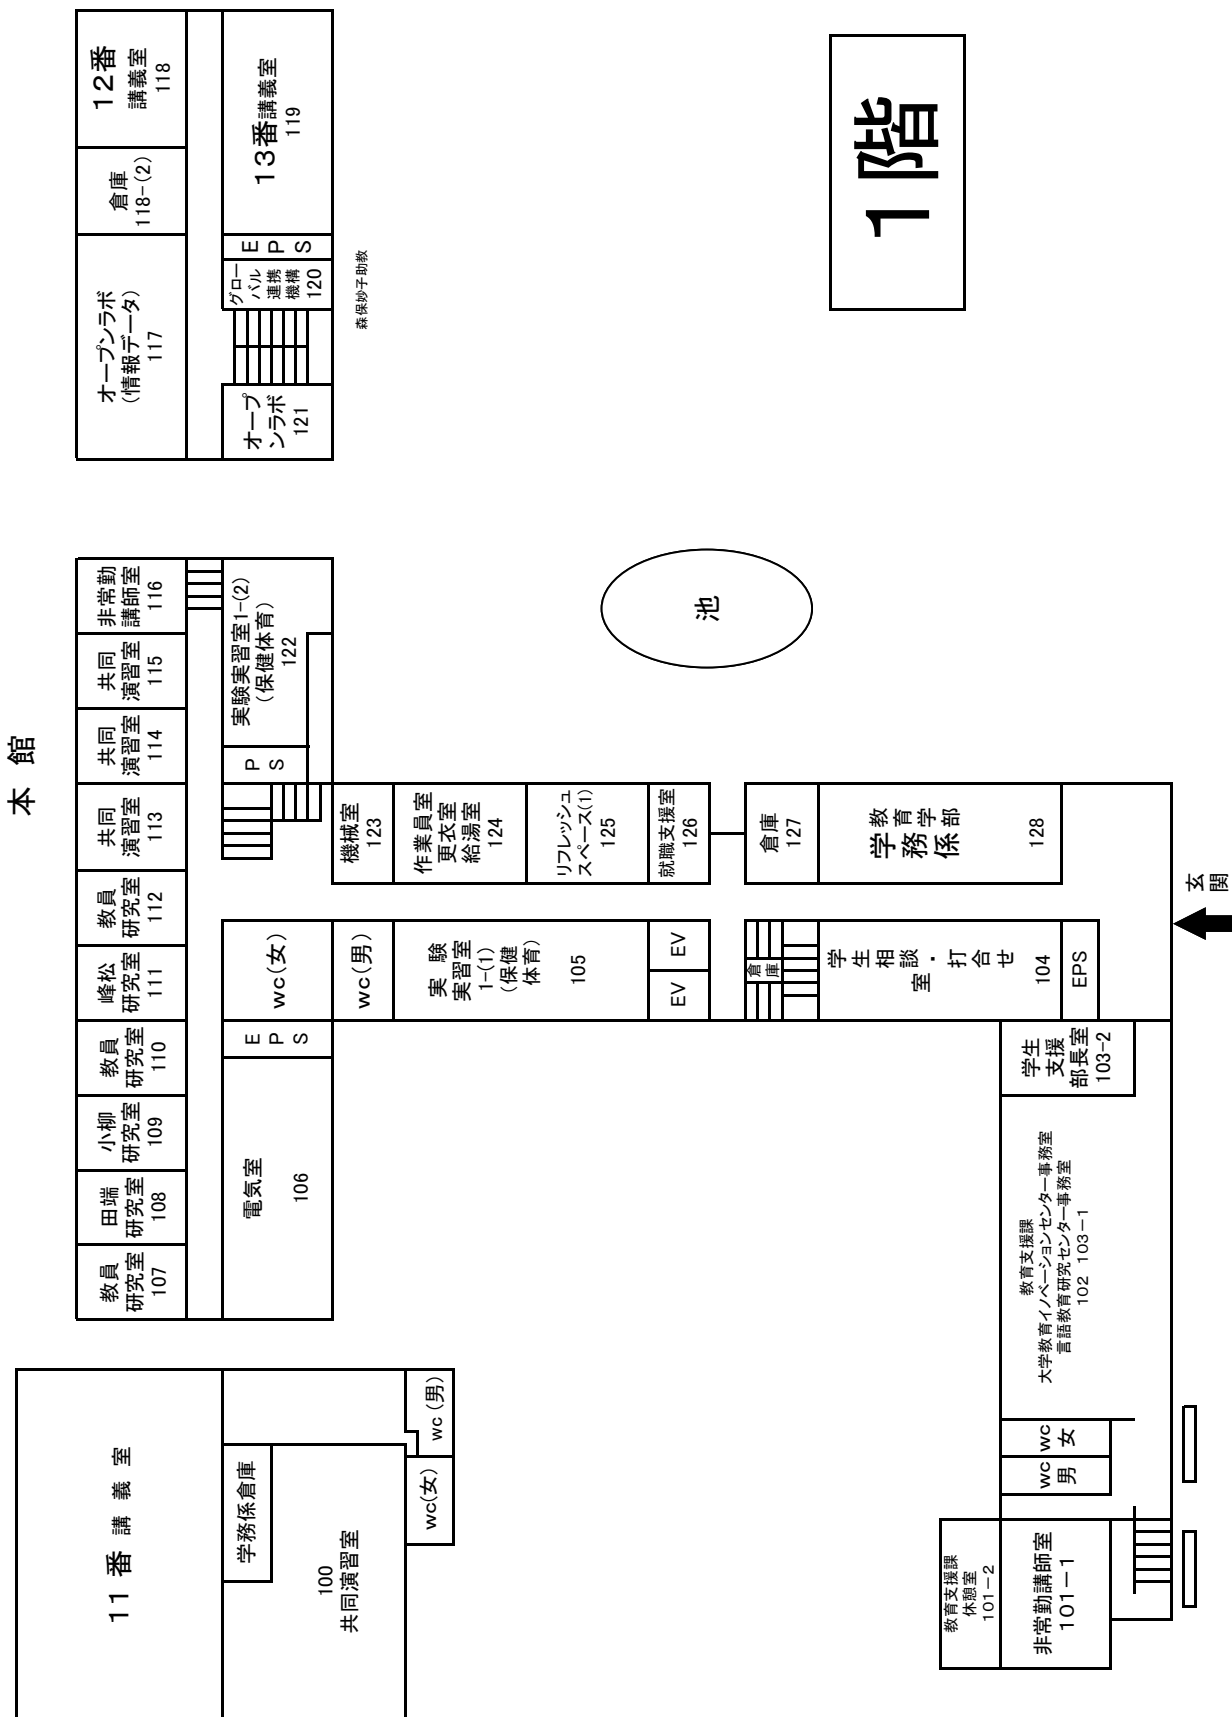 本 館
1階
12番
講義室
118
倉庫
118-(2)
オープンラボ
(情報データ)
117
13番講義室
119
E P S
グロー
バル
連携
機構
120
森保妙子助教
オープ
ンラボ
121
非常勤
講師室
116
共同
演習室
115
共同
演習室
114
共同
演習室
113
教員
研究室
112
峰松
研究室
111
教員
研究室
110
小柳
研究室
109
田端
研究室
108
教員
研究室
107
実験実習室1-(2)
(保健体育)
122
P S
機械室
123
作業員室
更衣室
給湯室
124
リフレッシュ
スペース(1)
125
就職支援室
126
倉庫
127
教育学部
学務係
128
池
玄関
wc(女)
wc(男)
実 験
実習室
1-(1)
(保健
体育)
105
EV
EV
倉庫
学生相談
室・打合せ
104
EPS
E P S
電気室
106
学生
支援
部長室
103-2
教育支援課
大学教育イノベーションセンター事務室
言語教育研究センター事務室
102 103-1
wc
女
wc
男
教育支援課
休憩室
101-2
非常勤講師室
101-1
11番 講 義 室
学務係倉庫
100
共同演習室
wc (男)
wc(女)